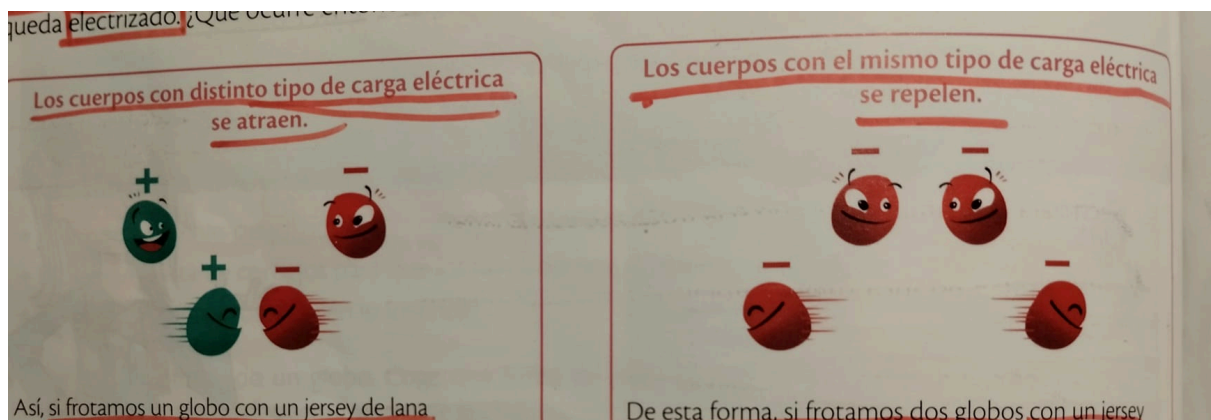 queda electrizado. ¿Qué ocurre
Los cuerpos con distinto tipo de carga eléctrica
se atraen.
+
−
+ −
Así, si frotamos un globo con un jersey de lana
Los cuerpos con el mismo tipo de carga eléctrica
se repelen.
− −
− −
De esta forma, si frotamos dos globos con un jersey